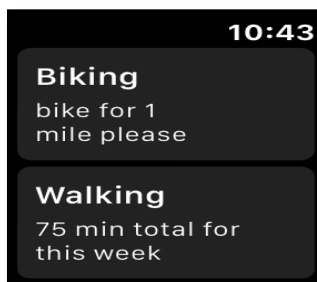 10:43
Biking
bike for 1
mile please
Walking
75 min total for
this week